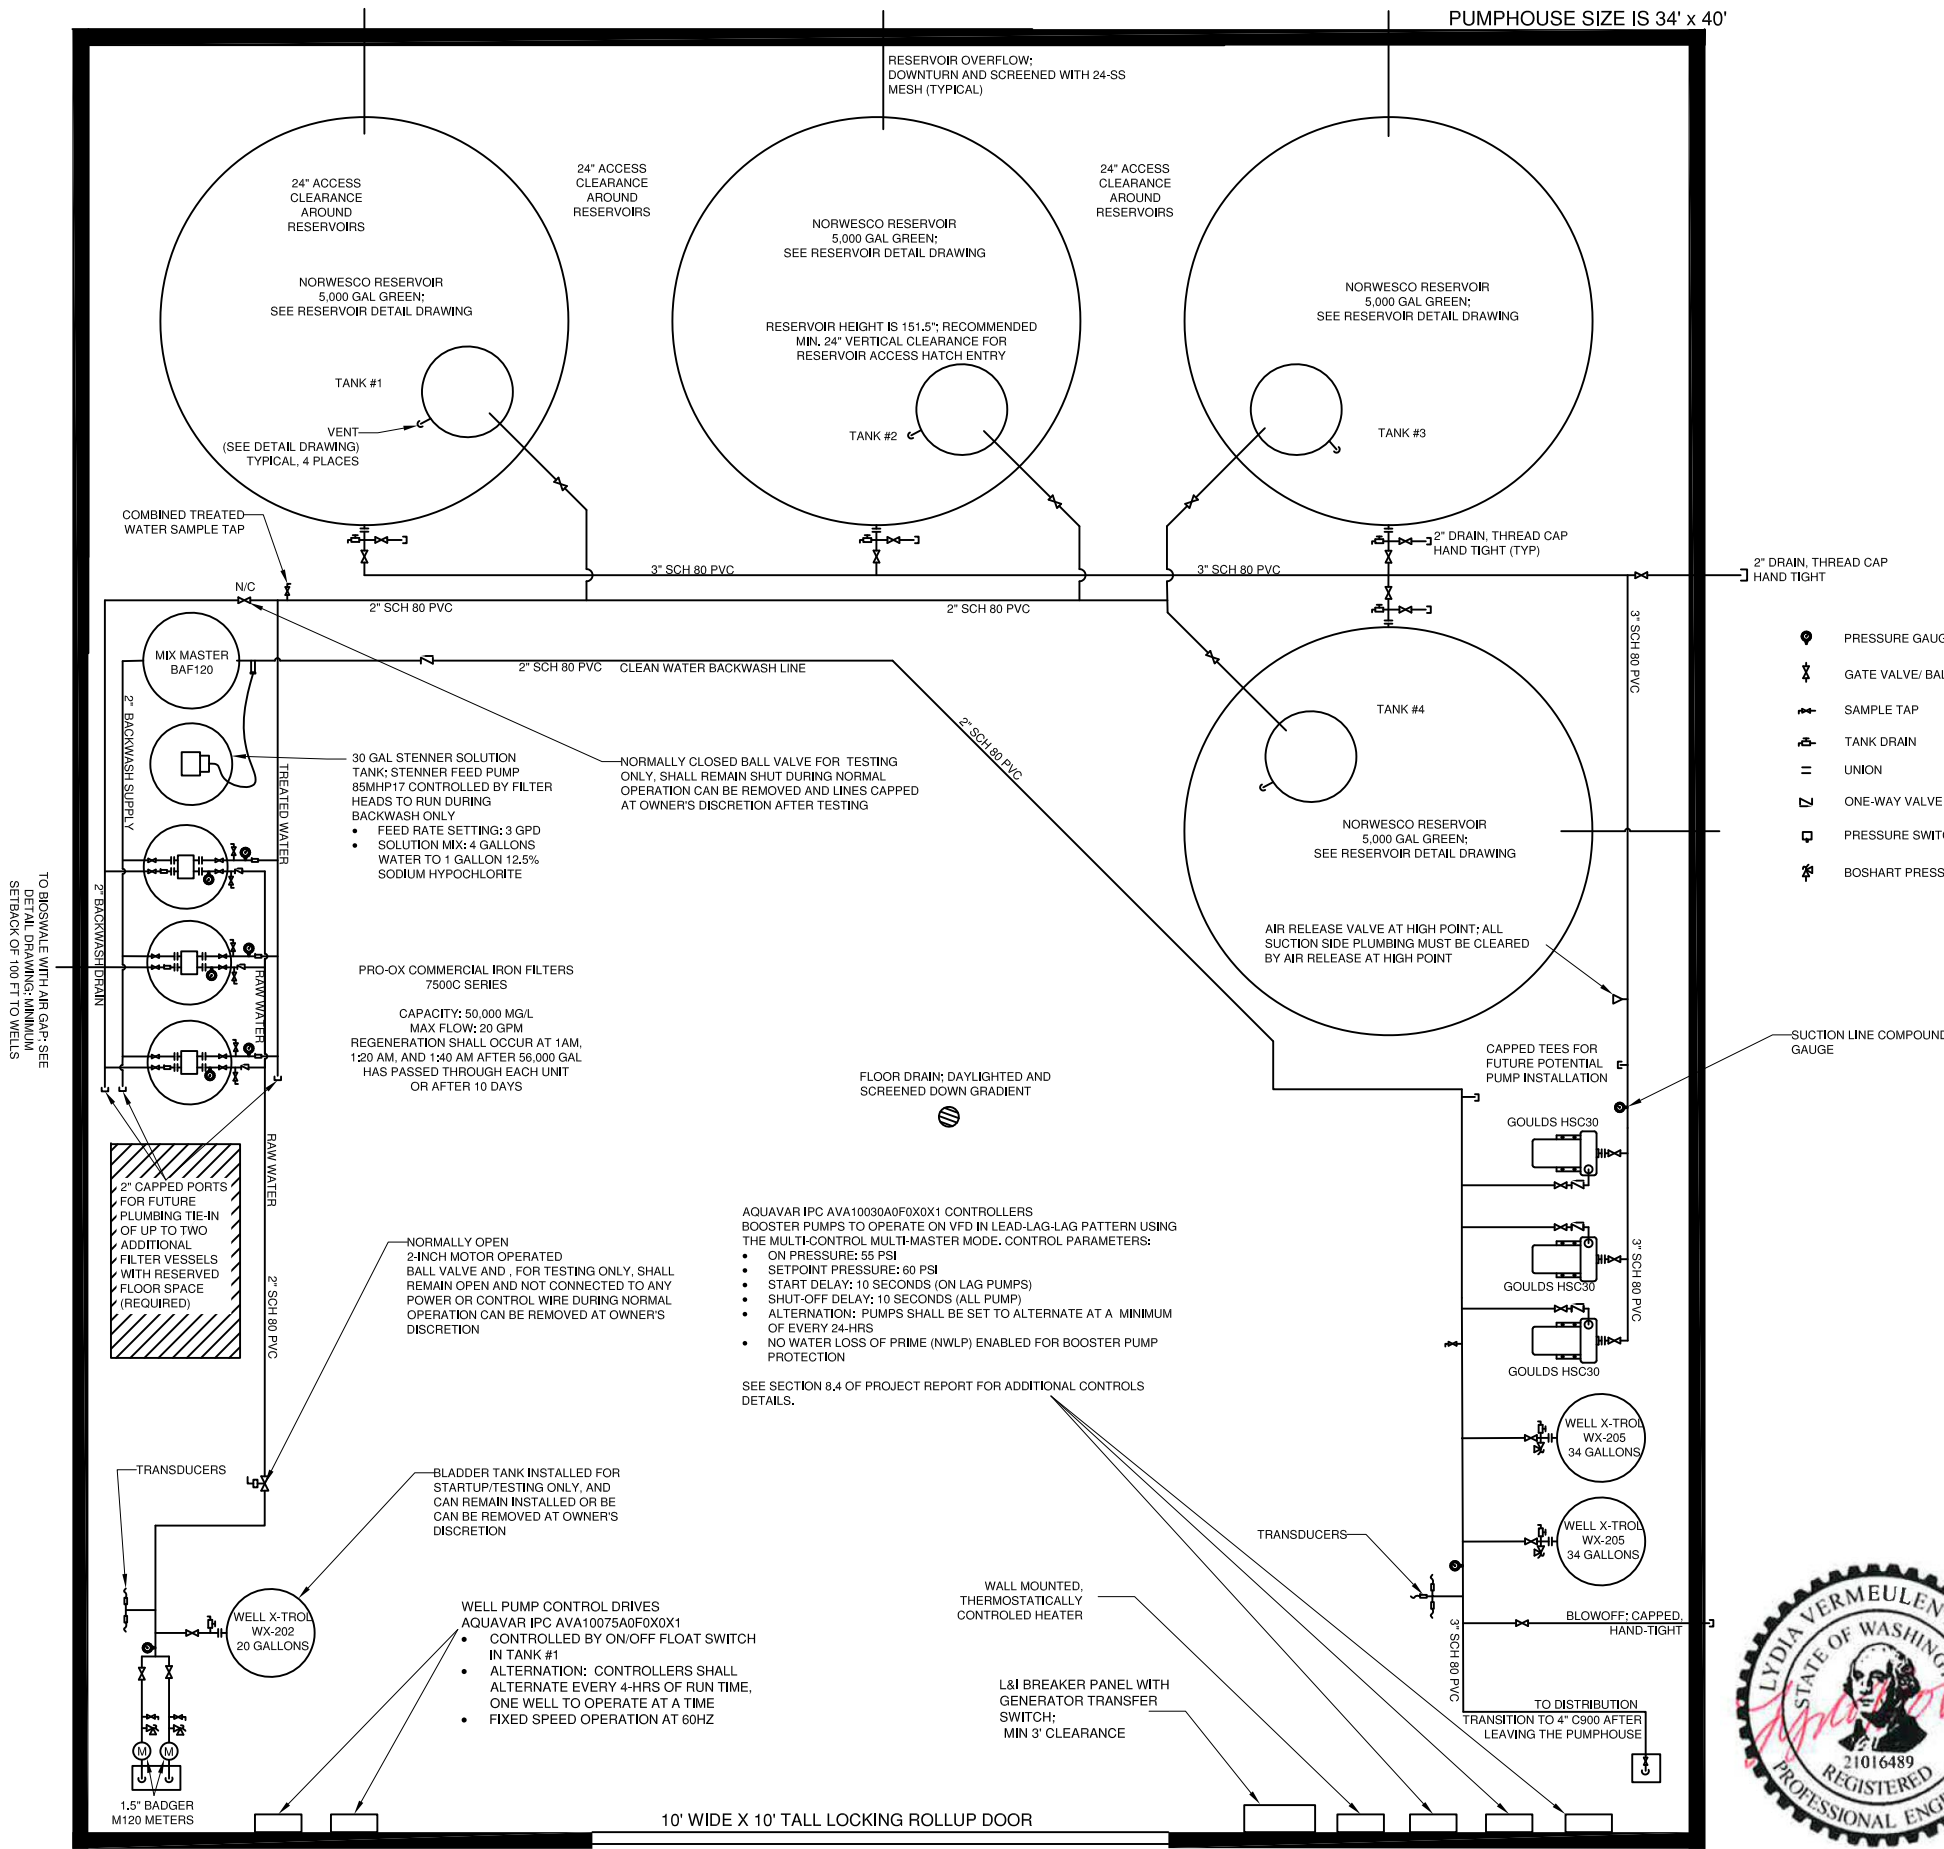 PUMPHOUSE SIZE IS 34' x 40'
RESERVOIR OVERFLOW;
DOWNTURN AND SCREENED WITH 24-SS
MESH (TYPICAL)
24" ACCESS
CLEARANCE
AROUND
RESERVOIRS
24" ACCESS
CLEARANCE
AROUND
RESERVOIRS
24" ACCESS
CLEARANCE
AROUND
RESERVOIRS
NORWESCO RESERVOIR
5,000 GAL GREEN;
SEE RESERVOIR DETAIL DRAWING
TANK #1
VENT
(SEE DETAIL DRAWING)
TYPICAL, 4 PLACES
NORWESCO RESERVOIR
5,000 GAL GREEN;
SEE RESERVOIR DETAIL DRAWING
RESERVOIR HEIGHT IS 151.5"; RECOMMENDED
MIN. 24" VERTICAL CLEARANCE FOR
RESERVOIR ACCESS HATCH ENTRY
TANK #2
NORWESCO RESERVOIR
5,000 GAL GREEN;
SEE RESERVOIR DETAIL DRAWING
TANK #3
COMBINED TREATED
WATER SAMPLE TAP
2" DRAIN, THREAD CAP
HAND TIGHT (TYP)
2" DRAIN, THREAD CAP
HAND TIGHT
3" SCH 80 PVC
3" SCH 80 PVC
N/C
2" SCH 80 PVC
2" SCH 80 PVC
3" SCH 80 PVC
MIX MASTER
BAF120
2" SCH 80 PVC
CLEAN WATER BACKWASH LINE
2" SCH 80 PVC
2" BACKWASH SUPPLY
TREATED WATER
30 GAL STENNER SOLUTION
TANK; STENNER FEED PUMP
85MHP17 CONTROLLED BY FILTER
HEADS TO RUN DURING
BACKWASH ONLY
• FEED RATE SETTING: 3 GPD
• SOLUTION MIX: 4 GALLONS
WATER TO 1 GALLON 12.5%
SODIUM HYPOCHLORITE
NORMALLY CLOSED BALL VALVE FOR TESTING
ONLY, SHALL REMAIN SHUT DURING NORMAL
OPERATION CAN BE REMOVED AND LINES CAPPED
AT OWNER'S DISCRETION AFTER TESTING
TANK #4
NORWESCO RESERVOIR
5,000 GAL GREEN;
SEE RESERVOIR DETAIL DRAWING
AIR RELEASE VALVE AT HIGH POINT; ALL
SUCTION SIDE PLUMBING MUST BE CLEARED
BY AIR RELEASE AT HIGH POINT
PRESSURE GAUG
GATE VALVE/ BAL
SAMPLE TAP
TANK DRAIN
UNION
ONE-WAY VALVE
PRESSURE SWIT
BOSHART PRESS
TO BIOSWALE WITH AIR GAP; SEE
DETAIL DRAWING; MINIMUM
SETBACK OF 100 FT TO WELLS
2" BACKWASH DRAIN
RAW WATER
PRO-OX COMMERCIAL IRON FILTERS
7500C SERIES
CAPACITY: 50,000 MG/L
MAX FLOW: 20 GPM
REGENERATION SHALL OCCUR AT 1AM,
1:20 AM, AND 1:40 AM AFTER 56,000 GAL
HAS PASSED THROUGH EACH UNIT
OR AFTER 10 DAYS
FLOOR DRAIN; DAYLIGHTED AND
SCREENED DOWN GRADIENT
CAPPED TEES FOR
FUTURE POTENTIAL
PUMP INSTALLATION
SUCTION LINE COMPOUND
GAUGE
GOULDS HSC30
GOULDS HSC30
GOULDS HSC30
3" SCH 80 PVC
2" CAPPED PORTS
FOR FUTURE
PLUMBING TIE-IN
OF UP TO TWO
ADDITIONAL
FILTER VESSELS
WITH RESERVED
FLOOR SPACE
(REQUIRED)
RAW WATER
2" SCH 80 PVC
NORMALLY OPEN
2-INCH MOTOR OPERATED
BALL VALVE AND , FOR TESTING ONLY, SHALL
REMAIN OPEN AND NOT CONNECTED TO ANY
POWER OR CONTROL WIRE DURING NORMAL
OPERATION CAN BE REMOVED AT OWNER'S
DISCRETION
AQUAVAR IPC AVA10030A0F0X0X1 CONTROLLERS
BOOSTER PUMPS TO OPERATE ON VFD IN LEAD-LAG-LAG PATTERN USING
THE MULTI-CONTROL MULTI-MASTER MODE. CONTROL PARAMETERS:
• ON PRESSURE: 55 PSI
• SETPOINT PRESSURE: 60 PSI
• START DELAY: 10 SECONDS (ON LAG PUMPS)
• SHUT-OFF DELAY: 10 SECONDS (ALL PUMP)
• ALTERNATION: PUMPS SHALL BE SET TO ALTERNATE AT A MINIMUM
OF EVERY 24-HRS
• NO WATER LOSS OF PRIME (NWLP) ENABLED FOR BOOSTER PUMP
PROTECTION
SEE SECTION 8.4 OF PROJECT REPORT FOR ADDITIONAL CONTROLS
DETAILS.
WELL X-TROL
WX-205
34 GALLONS
WELL X-TROL
WX-205
34 GALLONS
TRANSDUCERS
BLADDER TANK INSTALLED FOR
STARTUP/TESTING ONLY, AND
CAN REMAIN INSTALLED OR BE
CAN BE REMOVED AT OWNER'S
DISCRETION
TRANSDUCERS
WELL X-TROL
WX-202
20 GALLONS
WELL PUMP CONTROL DRIVES
AQUAVAR IPC AVA10075A0F0X0X1
• CONTROLLED BY ON/OFF FLOAT SWITCH
IN TANK #1
• ALTERNATION: CONTROLLERS SHALL
ALTERNATE EVERY 4-HRS OF RUN TIME,
ONE WELL TO OPERATE AT A TIME
• FIXED SPEED OPERATION AT 60HZ
WALL MOUNTED,
THERMOSTATICALLY
CONTROLED HEATER
L&I BREAKER PANEL WITH
GENERATOR TRANSFER
SWITCH;
MIN 3' CLEARANCE
3" SCH 80 PVC
BLOWOFF; CAPPED,
HAND-TIGHT
TO DISTRIBUTION
TRANSITION TO 4" C900 AFTER
LEAVING THE PUMPHOUSE
M
M
1.5" BADGER
M120 METERS
10' WIDE X 10' TALL LOCKING ROLLUP DOOR
LYDIA VERMEULEN
STATE OF WASHING
21016489
REGISTERED
PROFESSIONAL ENG